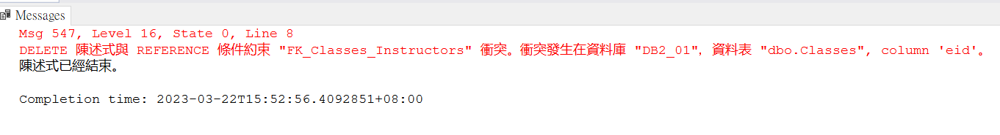 Messages
Msg 547, Level 16, State 0, Line 8
DELETE 陳述式與 REFERENCE 條件約束 "FK_Classes_Instructors" 衝突。衝突發生在資料庫 "DB2_01"，資料表 "dbo.Classes", column 'eid'。
陳述式已經結束。
Completion time: 2023-03-22T15:52:56.4092851+08:00